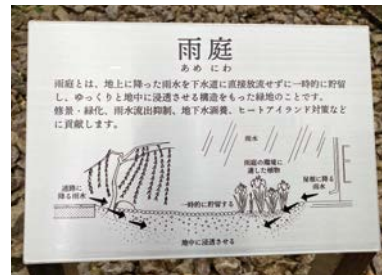 雨庭
あめ にわ
雨庭とは、地上に降った雨水を下水道に直接放流せずに一時的に貯留
し、ゆっくりと地中に浸透させる構造をもった緑地のことです。
修景・緑化、雨水流出抑制、地下水涵養、ヒートアイランド対策など
に貢献します。
雨水
雨庭の環境に
適した植物
道路に
降る雨水
屋根に降る
雨水
一時的に貯留する
地中に浸透させる